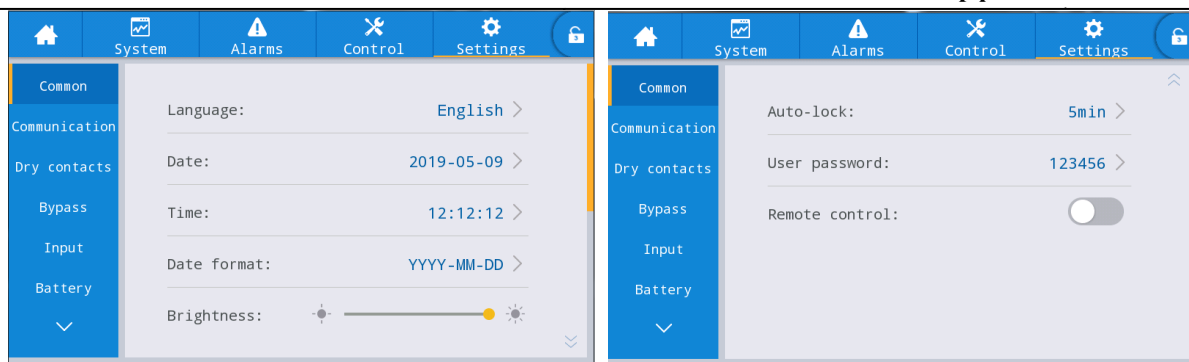 System Alarms Control Settings
Common
Communication
Dry contacts
Bypass
Input
Battery
Language: English
Date: 2019-05-09
Time: 12:12:12
Date format: YYYY-MM-DD
Brightness:
System Alarms Control Settings
Common
Communication
Dry contacts
Bypass
Input
Battery
Auto-lock: 5min
User password: 123456
Remote control: